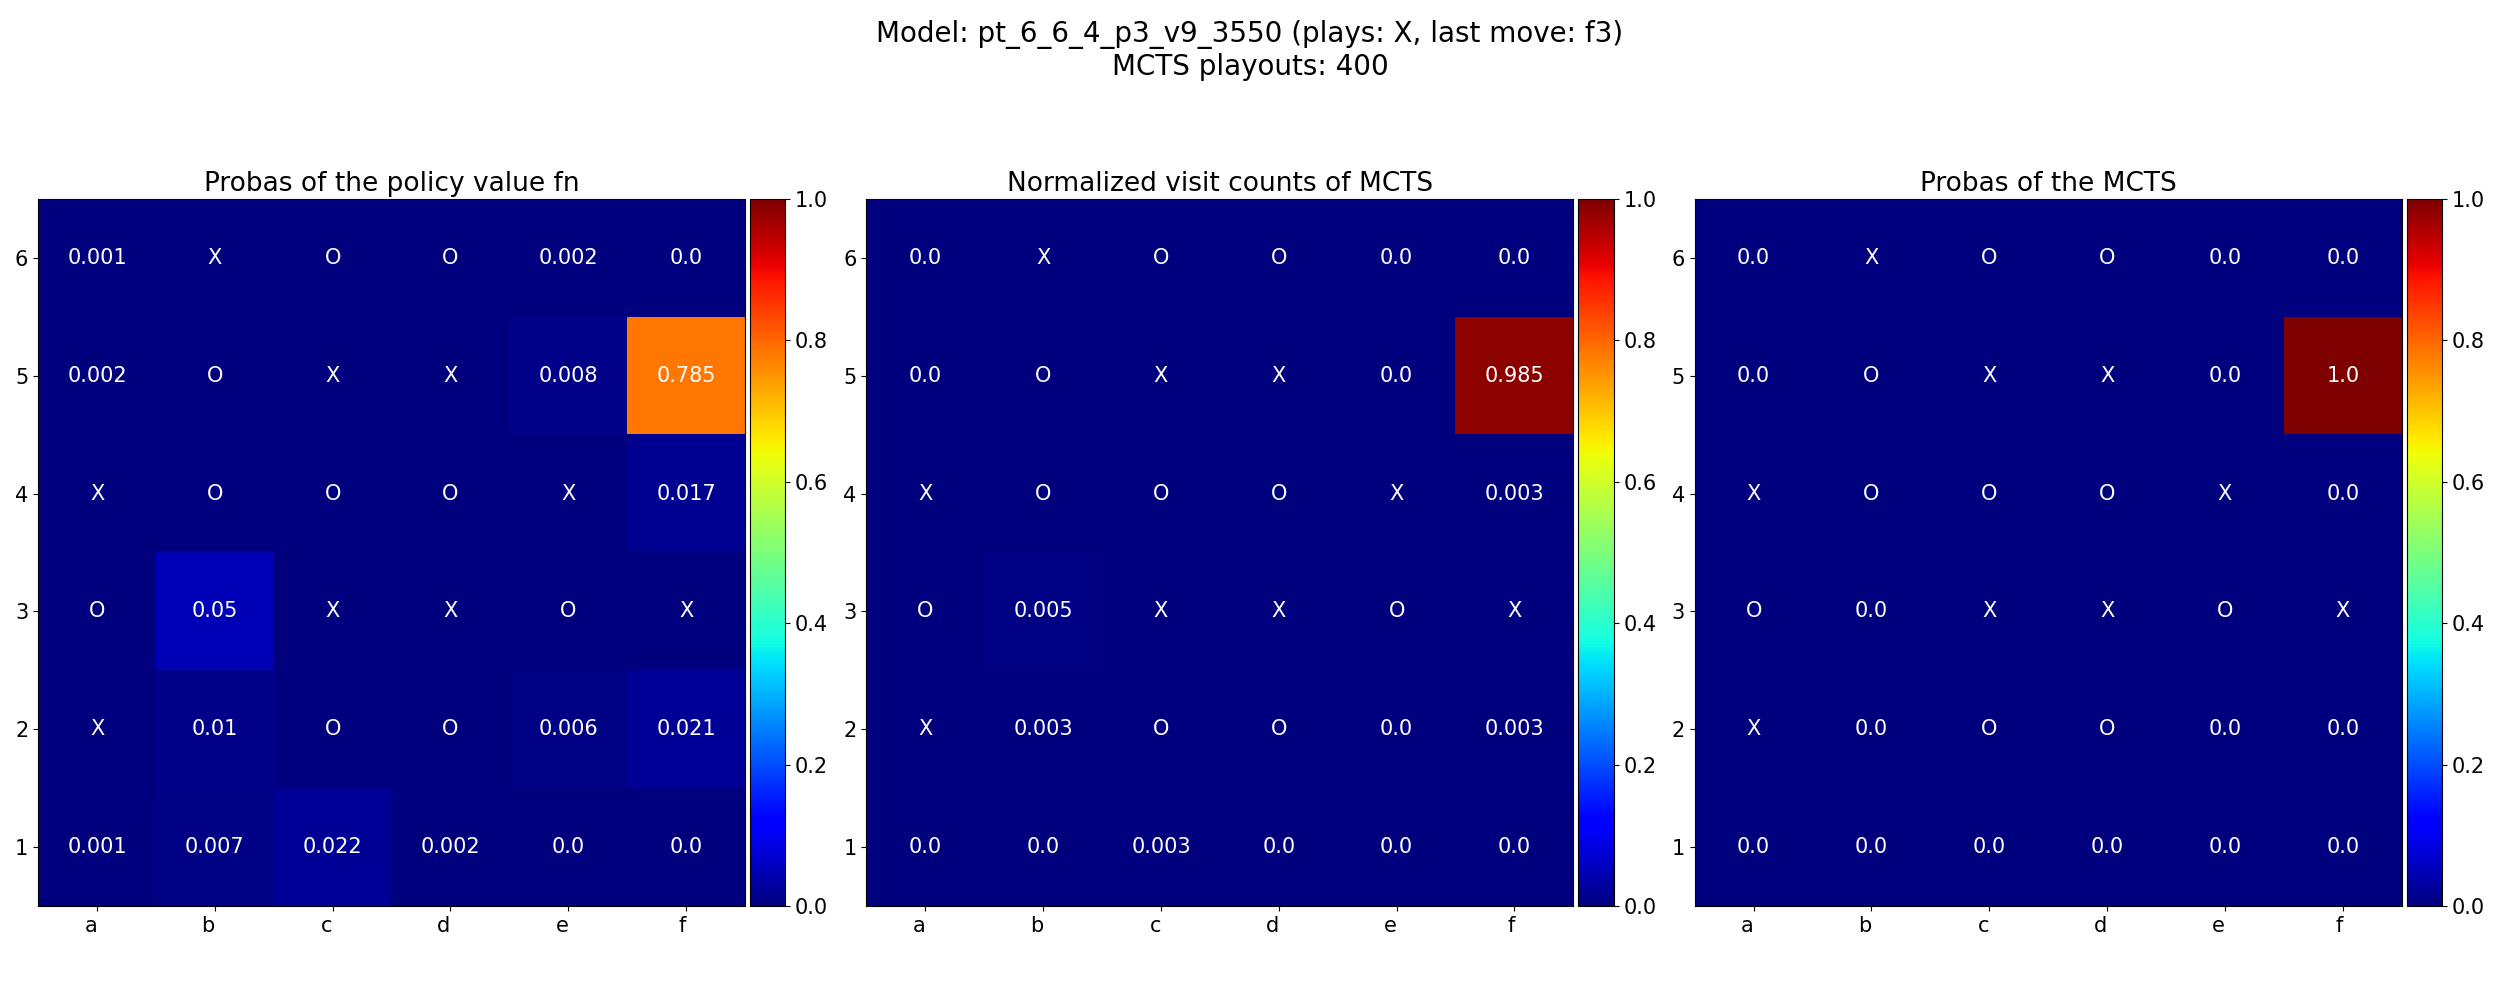 Model: pt_6_6_4_p3_v9_3550 (plays: X, last move: f3)
MCTS playouts: 400
Probas of the policy value fn
6 0.001 X O O 0.002 0.0
5 0.002 O X X 0.008 0.785
4 X O O O X 0.017
3 O 0.05 X X O X
2 X 0.01 O O 0.006 0.021
1 0.001 0.007 0.022 0.002 0.0 0.0
a b c d e f
1.0
0.8
0.6
0.4
0.2
0.0
Normalized visit counts of MCTS
6 0.0 X O O 0.0 0.0
5 0.0 O X X 0.0 0.985
4 X O O O X 0.003
3 O 0.005 X X O X
2 X 0.003 O O 0.0 0.003
1 0.0 0.0 0.003 0.0 0.0 0.0
a b c d e f
1.0
0.8
0.6
0.4
0.2
0.0
Probas of the MCTS
6 0.0 X O O 0.0 0.0
5 0.0 O X X 0.0 1.0
4 X O O O X 0.0
3 O 0.0 X X O X
2 X 0.0 O O 0.0 0.0
1 0.0 0.0 0.0 0.0 0.0 0.0
a b c d e f
1.0
0.8
0.6
0.4
0.2
0.0